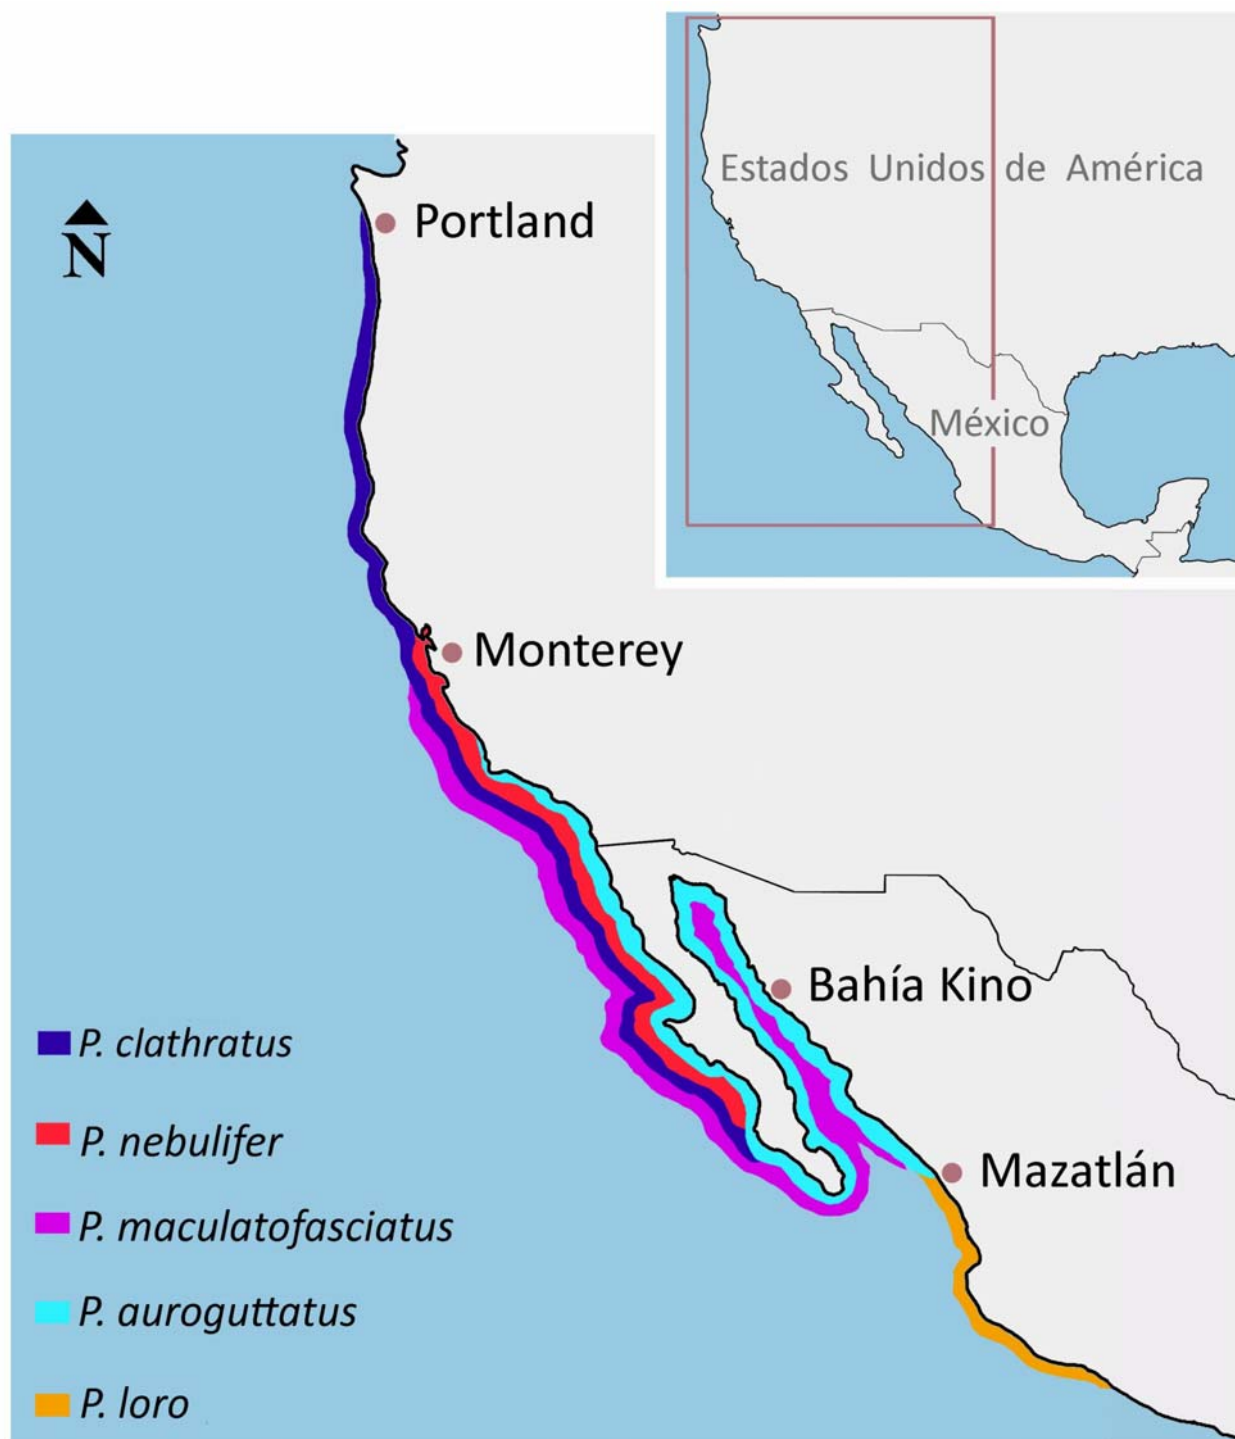 Estados Unidos de América
México
N
Portland
Monterey
Bahía Kino
Mazatlán
P. clathratus
P. nebulifer
P. maculatofasciatus
P. auroguttatus
P. loro